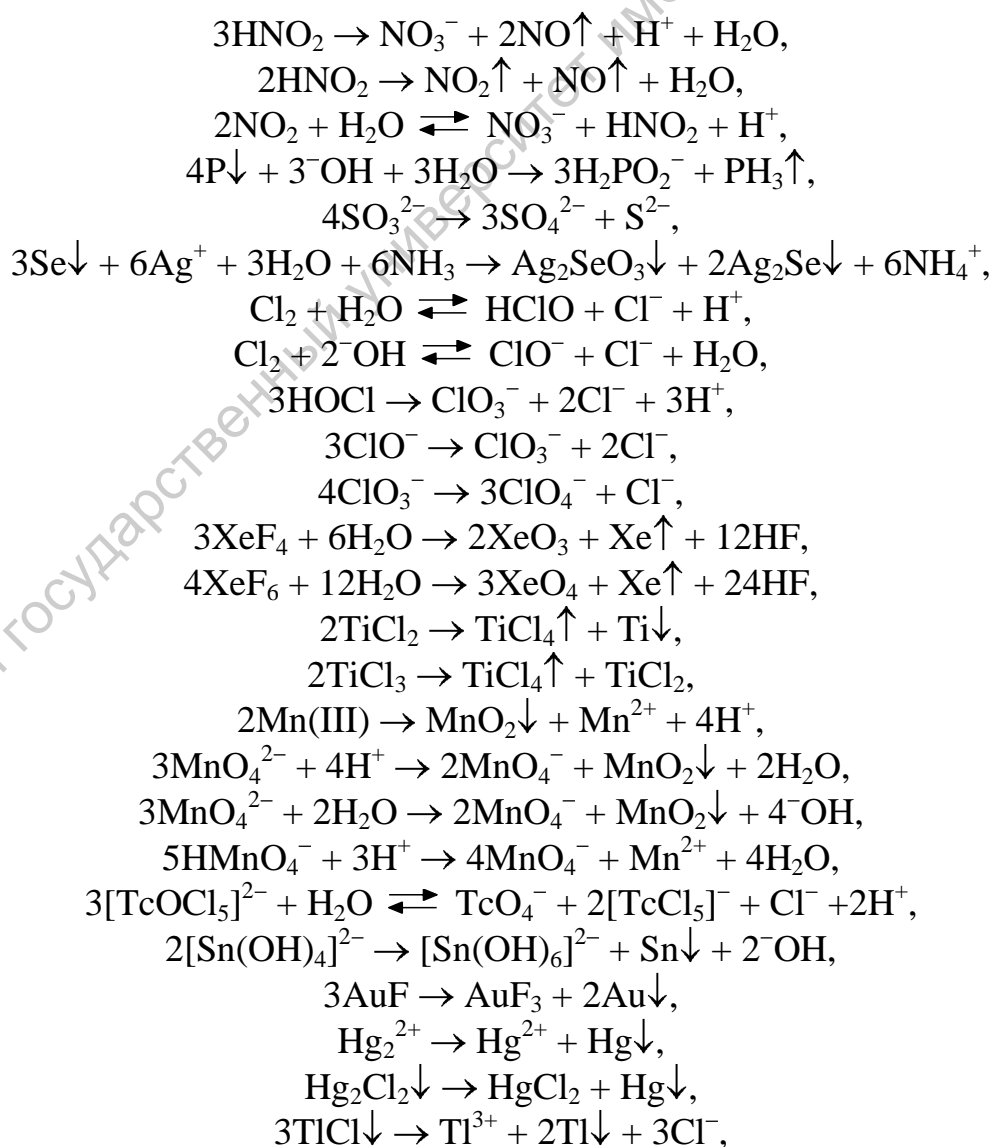 3HNO₂ → NO₃⁻ + 2NO↑ + H⁺ + H₂O,
2HNO₂ → NO₂↑ + NO↑ + H₂O,
2NO₂ + H₂O ⇄ NO₃⁻ + HNO₂ + H⁺,
4P↓ + 3⁻OH + 3H₂O → 3H₂PO₂⁻ + PH₃↑,
4SO₃²⁻ → 3SO₄²⁻ + S²⁻,
3Se↓ + 6Ag⁺ + 3H₂O + 6NH₃ → Ag₂SeO₃↓ + 2Ag₂Se↓ + 6NH₄⁺,
Cl₂ + H₂O ⇄ HClO + Cl⁻ + H⁺,
Cl₂ + 2⁻OH ⇄ ClO⁻ + Cl⁻ + H₂O,
3HOCl → ClO₃⁻ + 2Cl⁻ + 3H⁺,
3ClO⁻ → ClO₃⁻ + 2Cl⁻,
4ClO₃⁻ → 3ClO₄⁻ + Cl⁻,
3XeF₄ + 6H₂O → 2XeO₃ + Xe↑ + 12HF,
4XeF₆ + 12H₂O → 3XeO₄ + Xe↑ + 24HF,
2TiCl₂ → TiCl₄↑ + Ti↓,
2TiCl₃ → TiCl₄↑ + TiCl₂,
2Mn(III) → MnO₂↓ + Mn²⁺ + 4H⁺,
3MnO₄²⁻ + 4H⁺ → 2MnO₄⁻ + MnO₂↓ + 2H₂O,
3MnO₄²⁻ + 2H₂O → 2MnO₄⁻ + MnO₂↓ + 4⁻OH,
5HMnO₄⁻ + 3H⁺ → 4MnO₄⁻ + Mn²⁺ + 4H₂O,
3[TcOCl₅]²⁻ + H₂O ⇄ TcO₄⁻ + 2[TcCl₅]⁻ + Cl⁻ +2H⁺,
2[Sn(OH)₄]²⁻ → [Sn(OH)₆]²⁻ + Sn↓ + 2⁻OH,
3AuF → AuF₃ + 2Au↓,
Hg₂²⁺ → Hg²⁺ + Hg↓,
Hg₂Cl₂↓ → HgCl₂ + Hg↓,
3TlCl↓ → Tl³⁺ + 2Tl↓ + 3Cl⁻,
государственный университет